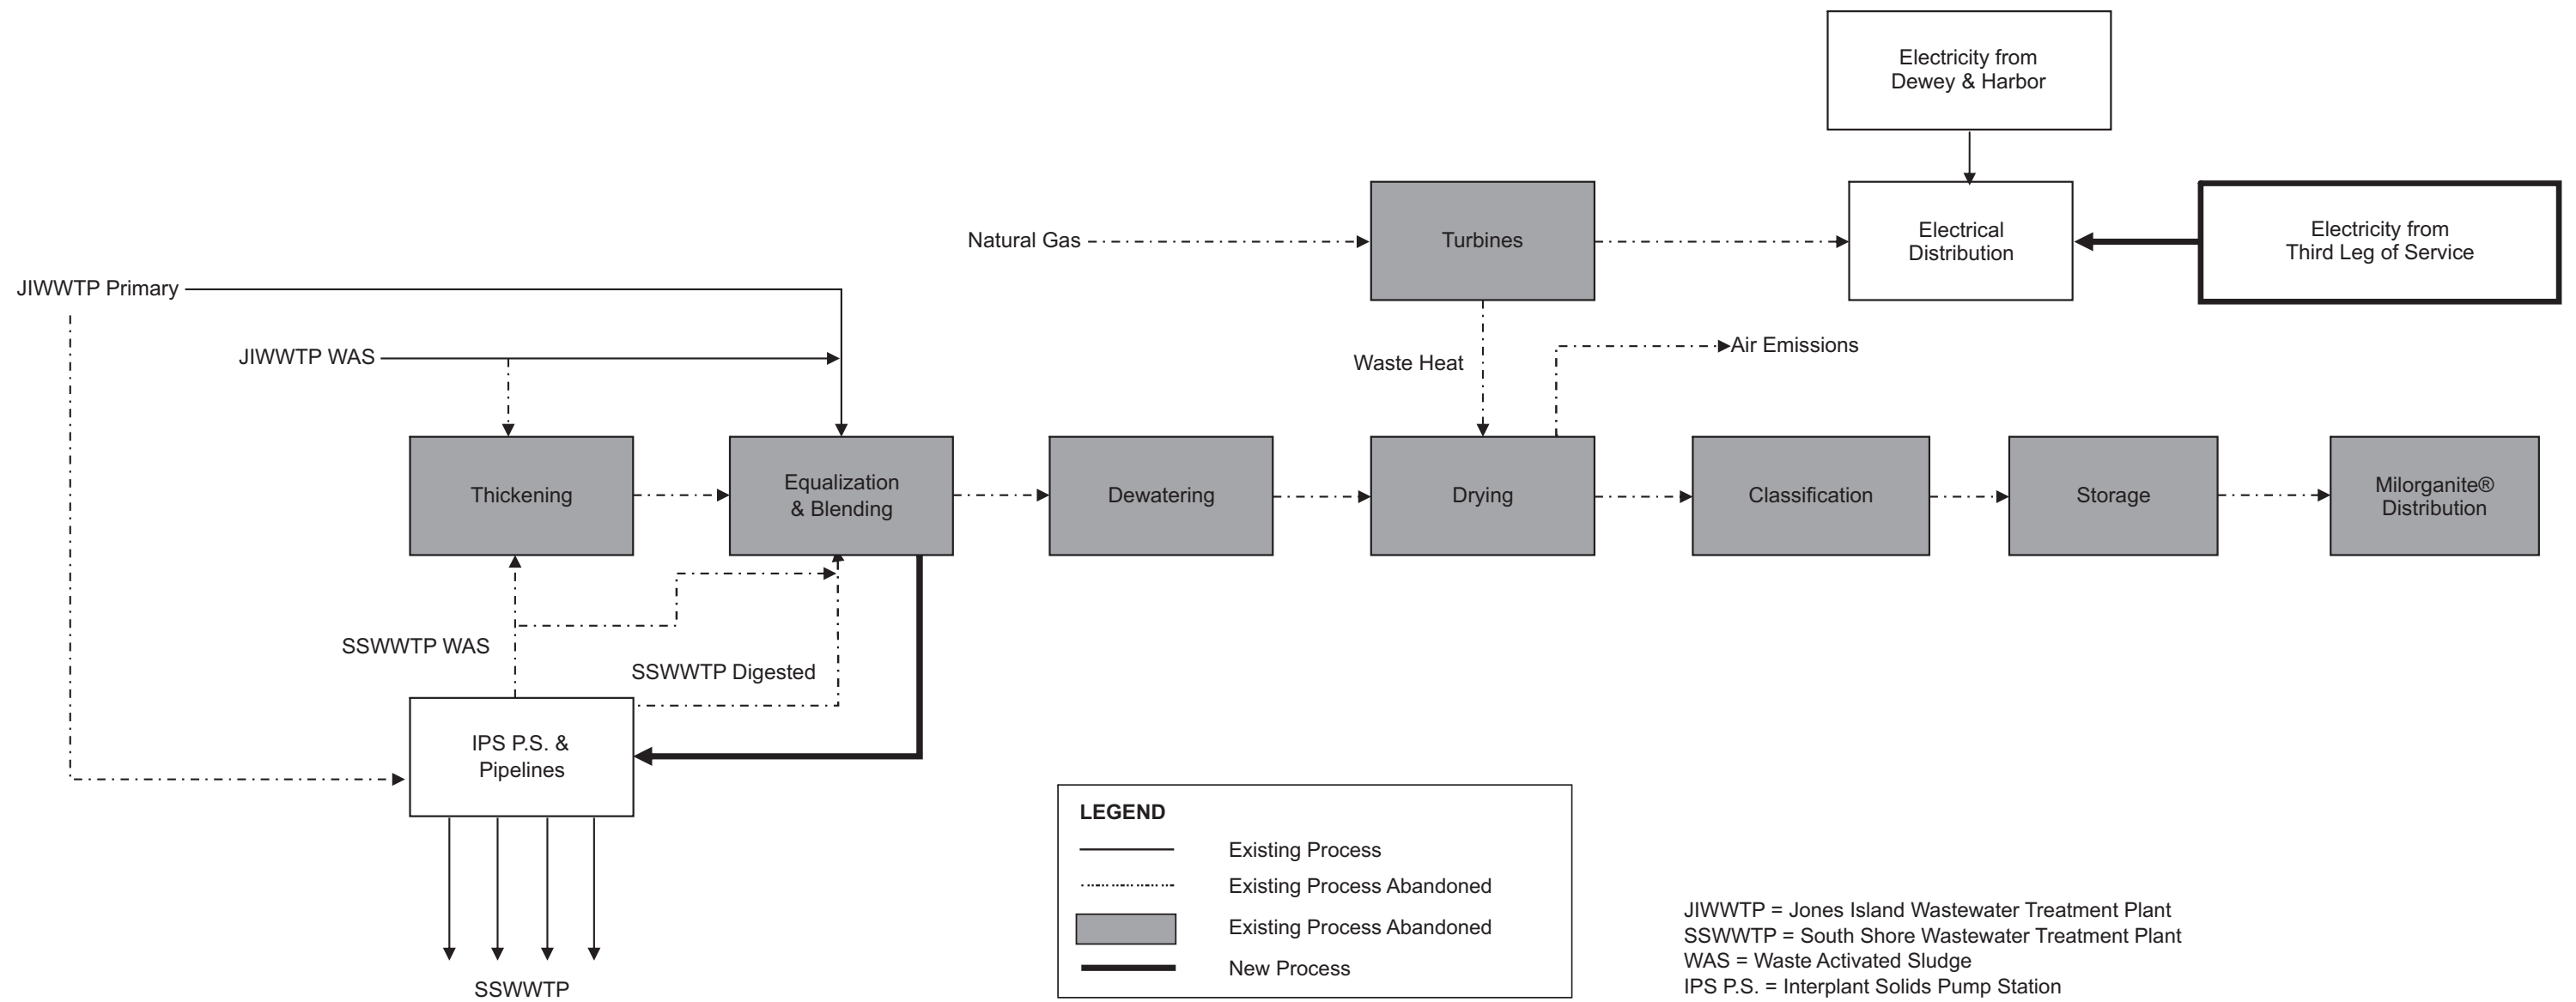 Electricity from
Dewey & Harbor
Natural Gas
Turbines
Electrical
Distribution
Electricity from
Third Leg of Service
JIWWTP Primary
JIWWTP WAS
Waste Heat
Air Emissions
Thickening
Equalization
& Blending
Dewatering
Drying
Classification
Storage
Milorganite®
Distribution
SSWWTP WAS
SSWWTP Digested
IPS P.S. &
Pipelines
SSWWTP
LEGEND
Existing Process
Existing Process Abandoned
Existing Process Abandoned
New Process
JIWWTP = Jones Island Wastewater Treatment Plant
SSWWTP = South Shore Wastewater Treatment Plant
WAS = Waste Activated Sludge
IPS P.S. = Interplant Solids Pump Station